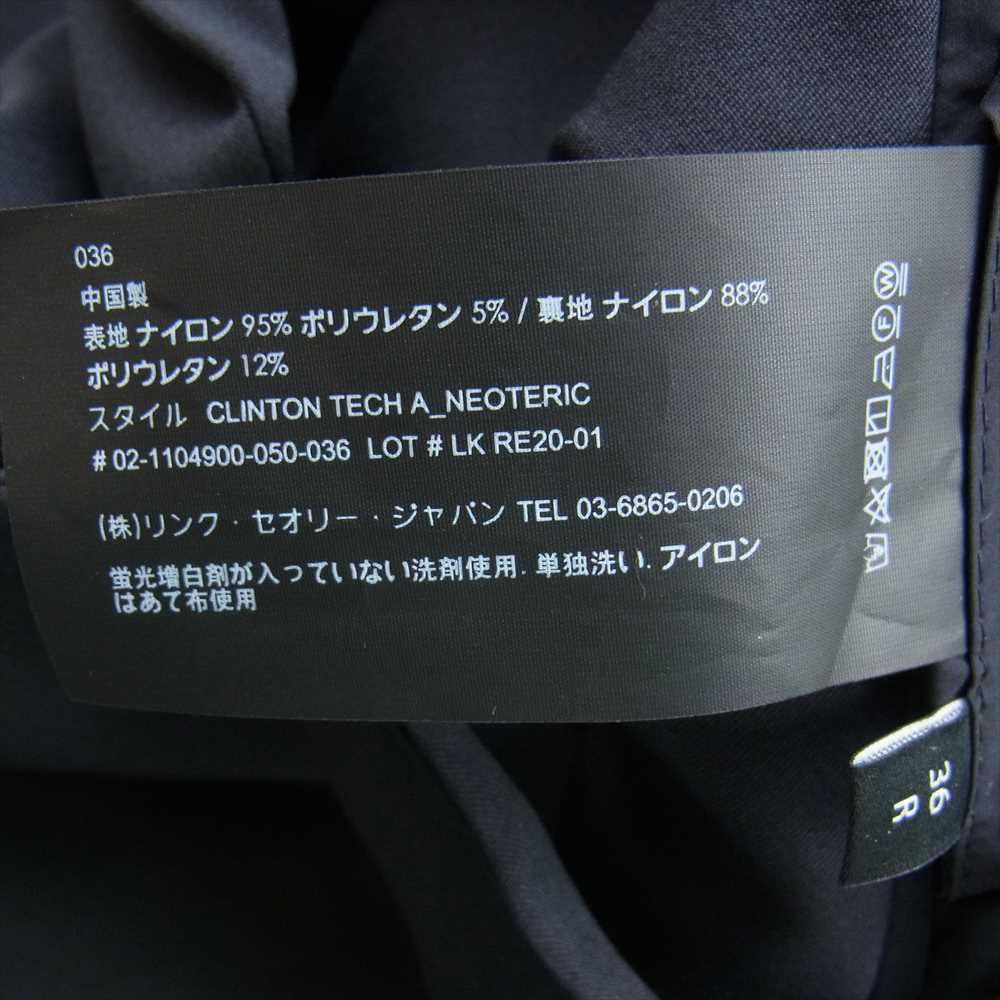 036
中国製
表地 ナイロン 95% ポリウレタン 5% / 裏地 ナイロン 88%
ポリウレタン 12%
スタイル CLINTON TECH A_NEOTERIC
# 02-1104900-050-036 LOT # LK RE20-01
(株)リンク・セオリー・ジャパン TEL 03-6865-0206
蛍光増白剤が入っていない洗剤使用. 単独洗い. アイロン
はあて布使用
W
F
36
R